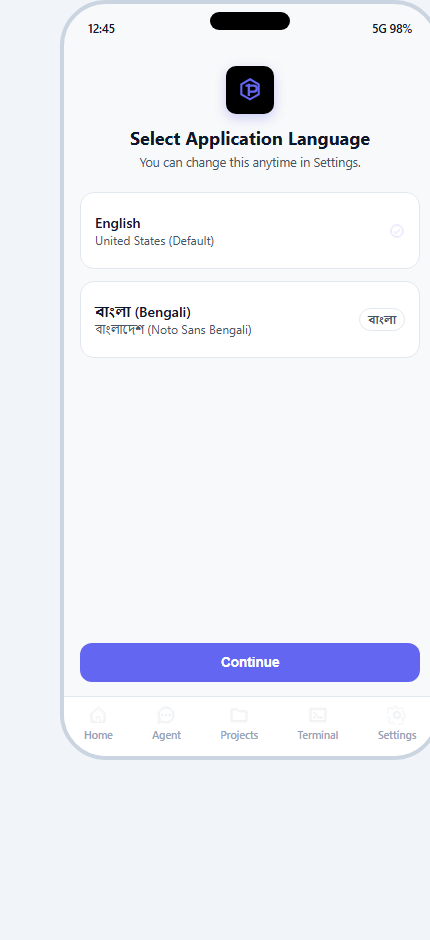 12:45
5G 98%
Select Application Language
You can change this anytime in Settings.
English
United States (Default)
বাংলা (Bengali)
বাংলাদেশ (Noto Sans Bengali)
বাংলা
Continue
Home
Agent
Projects
Terminal
Settings